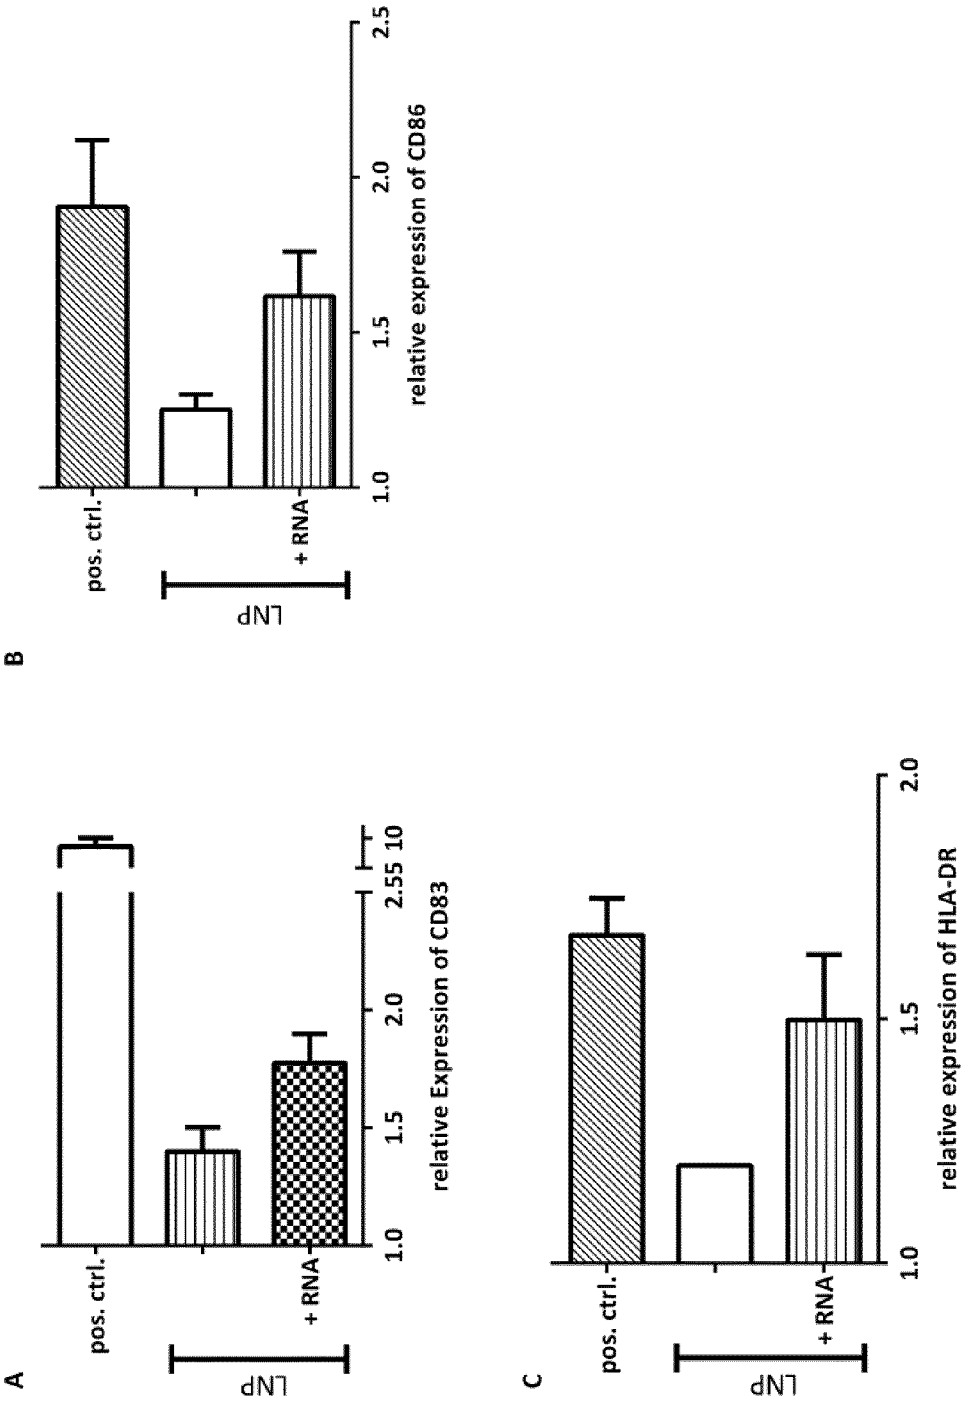 A
pos. ctrl.
+ RNA
LNP
1.0 1.5 2.0 2.55 10
relative Expression of CD83
B
pos. ctrl.
+ RNA
LNP
1.0 1.5 2.0 2.5
relative expression of CD86
C
pos. ctrl.
+ RNA
LNP
1.0 1.5 2.0
relative expression of HLA-DR